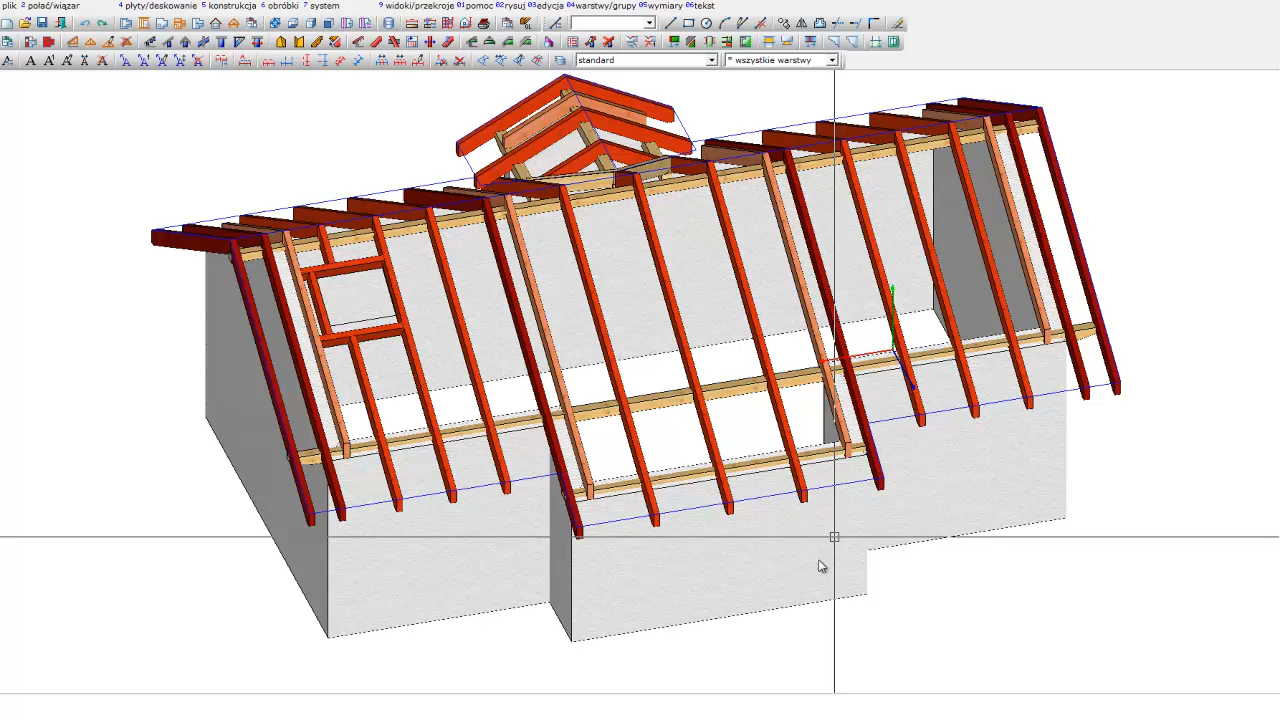 plik 2 połać/wiązar 4 płyty/deskowanie 5 konstrukcja 6 obróbki 7 system 9 widoki/przekroje 01 pomoc 02 rysuj 03 edycja 04 warstwy/grupy 05 wymiary 06 tekst
standard * wszystkie warstwy